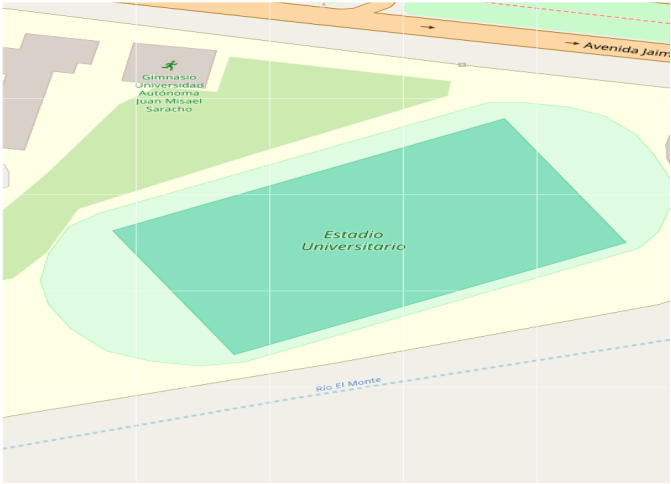 Avenida Jaim
Gimnasio
Universidad
Autónoma
Juan Misael
Saracho
Estadio
Universitario
Río El Monte